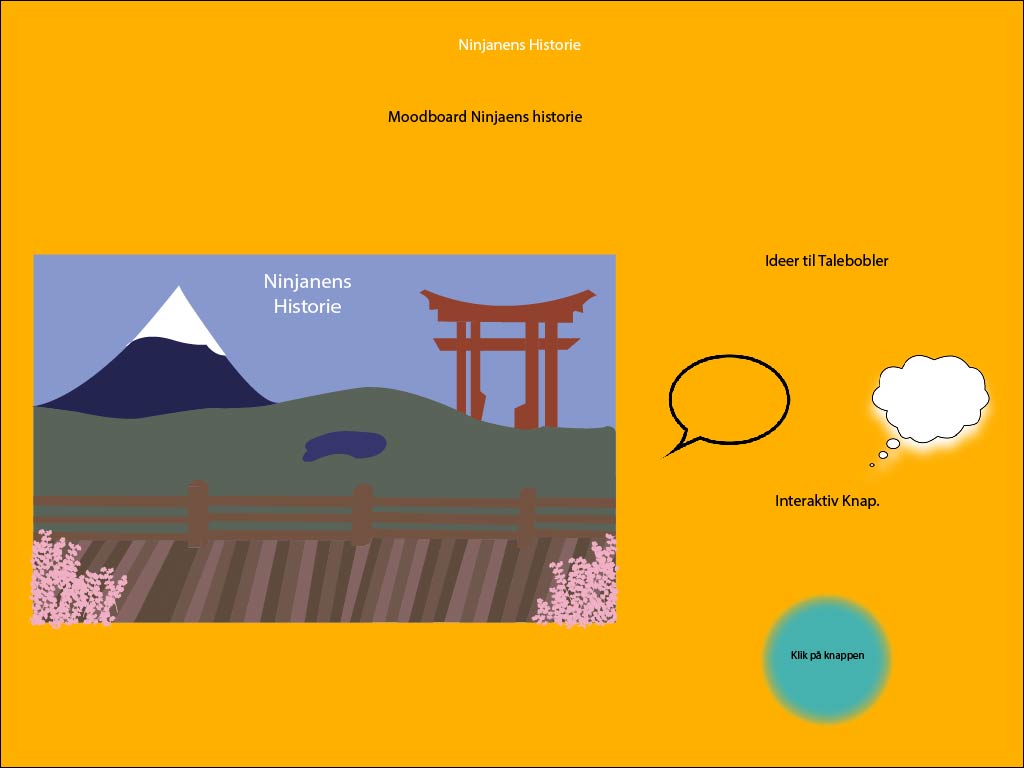 Ninjanens Historie
Moodboard Ninjaens historie
Ninjanens
Historie
Ideer til Talebobler
Interaktiv Knap.
Klik på knappen